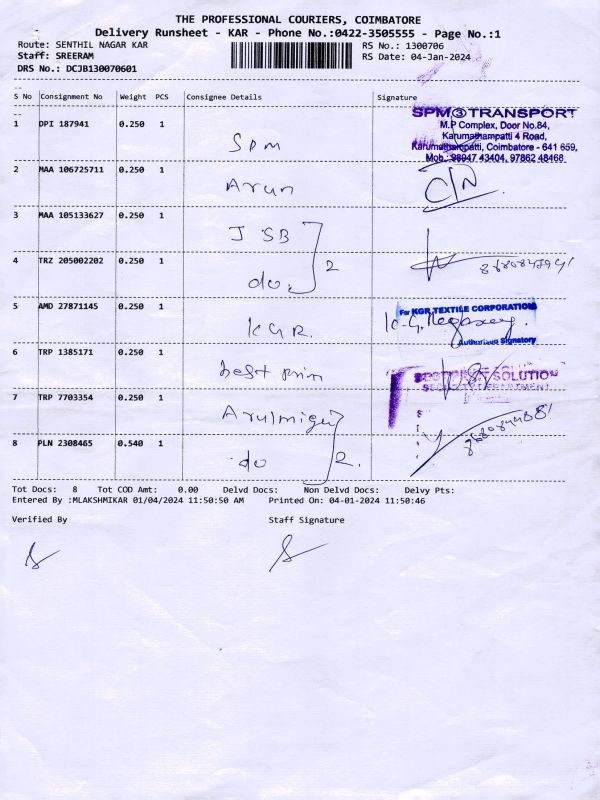 THE PROFESSIONAL COURIERS, COIMBATORE
Delivery Runsheet - KAR - Phone No.:0422-3505555 - Page No.:1
Route: SENTHIL NAGAR KAR RS No.: 1300706
Staff: SREERAM RS Date: 04-Jan-2024
DRS No.: DCJB130070601
S No Consignment No Weight PCS Consignee Details Signature
1 DPI 187941 0.250 1 SPM
SPM TRANSPORT
M.P Complex, Door No.84,
Karumathampatti 4 Road,
Karumathampatti, Coimbatore - 641 659,
Mob. 98947 43404, 97862 48468
2 MAA 106725711 0.250 1 Arun
3 MAA 105133627 0.250 1 J SB
4 TRZ 205002202 0.250 1 do. 2
5 AMD 27871145 0.250 1 KGR.
For KGR TEXTILE CORPORATION
Authorised Signatory
6 TRP 1385171 0.250 1 best prin
SOLUTION
7 TRP 7703354 0.250 1 Arulmigu
8 PLN 2308465 0.540 1 do 2.
Tot Docs: 8 Tot COD Amt: 0.00 Delvd Docs: Non Delvd Docs: Delvy Pts:
Entered By :MLAKSHMIKAR 01/04/2024 11:50:50 AM Printed On: 04-01-2024 11:50:46
Verified By Staff Signature